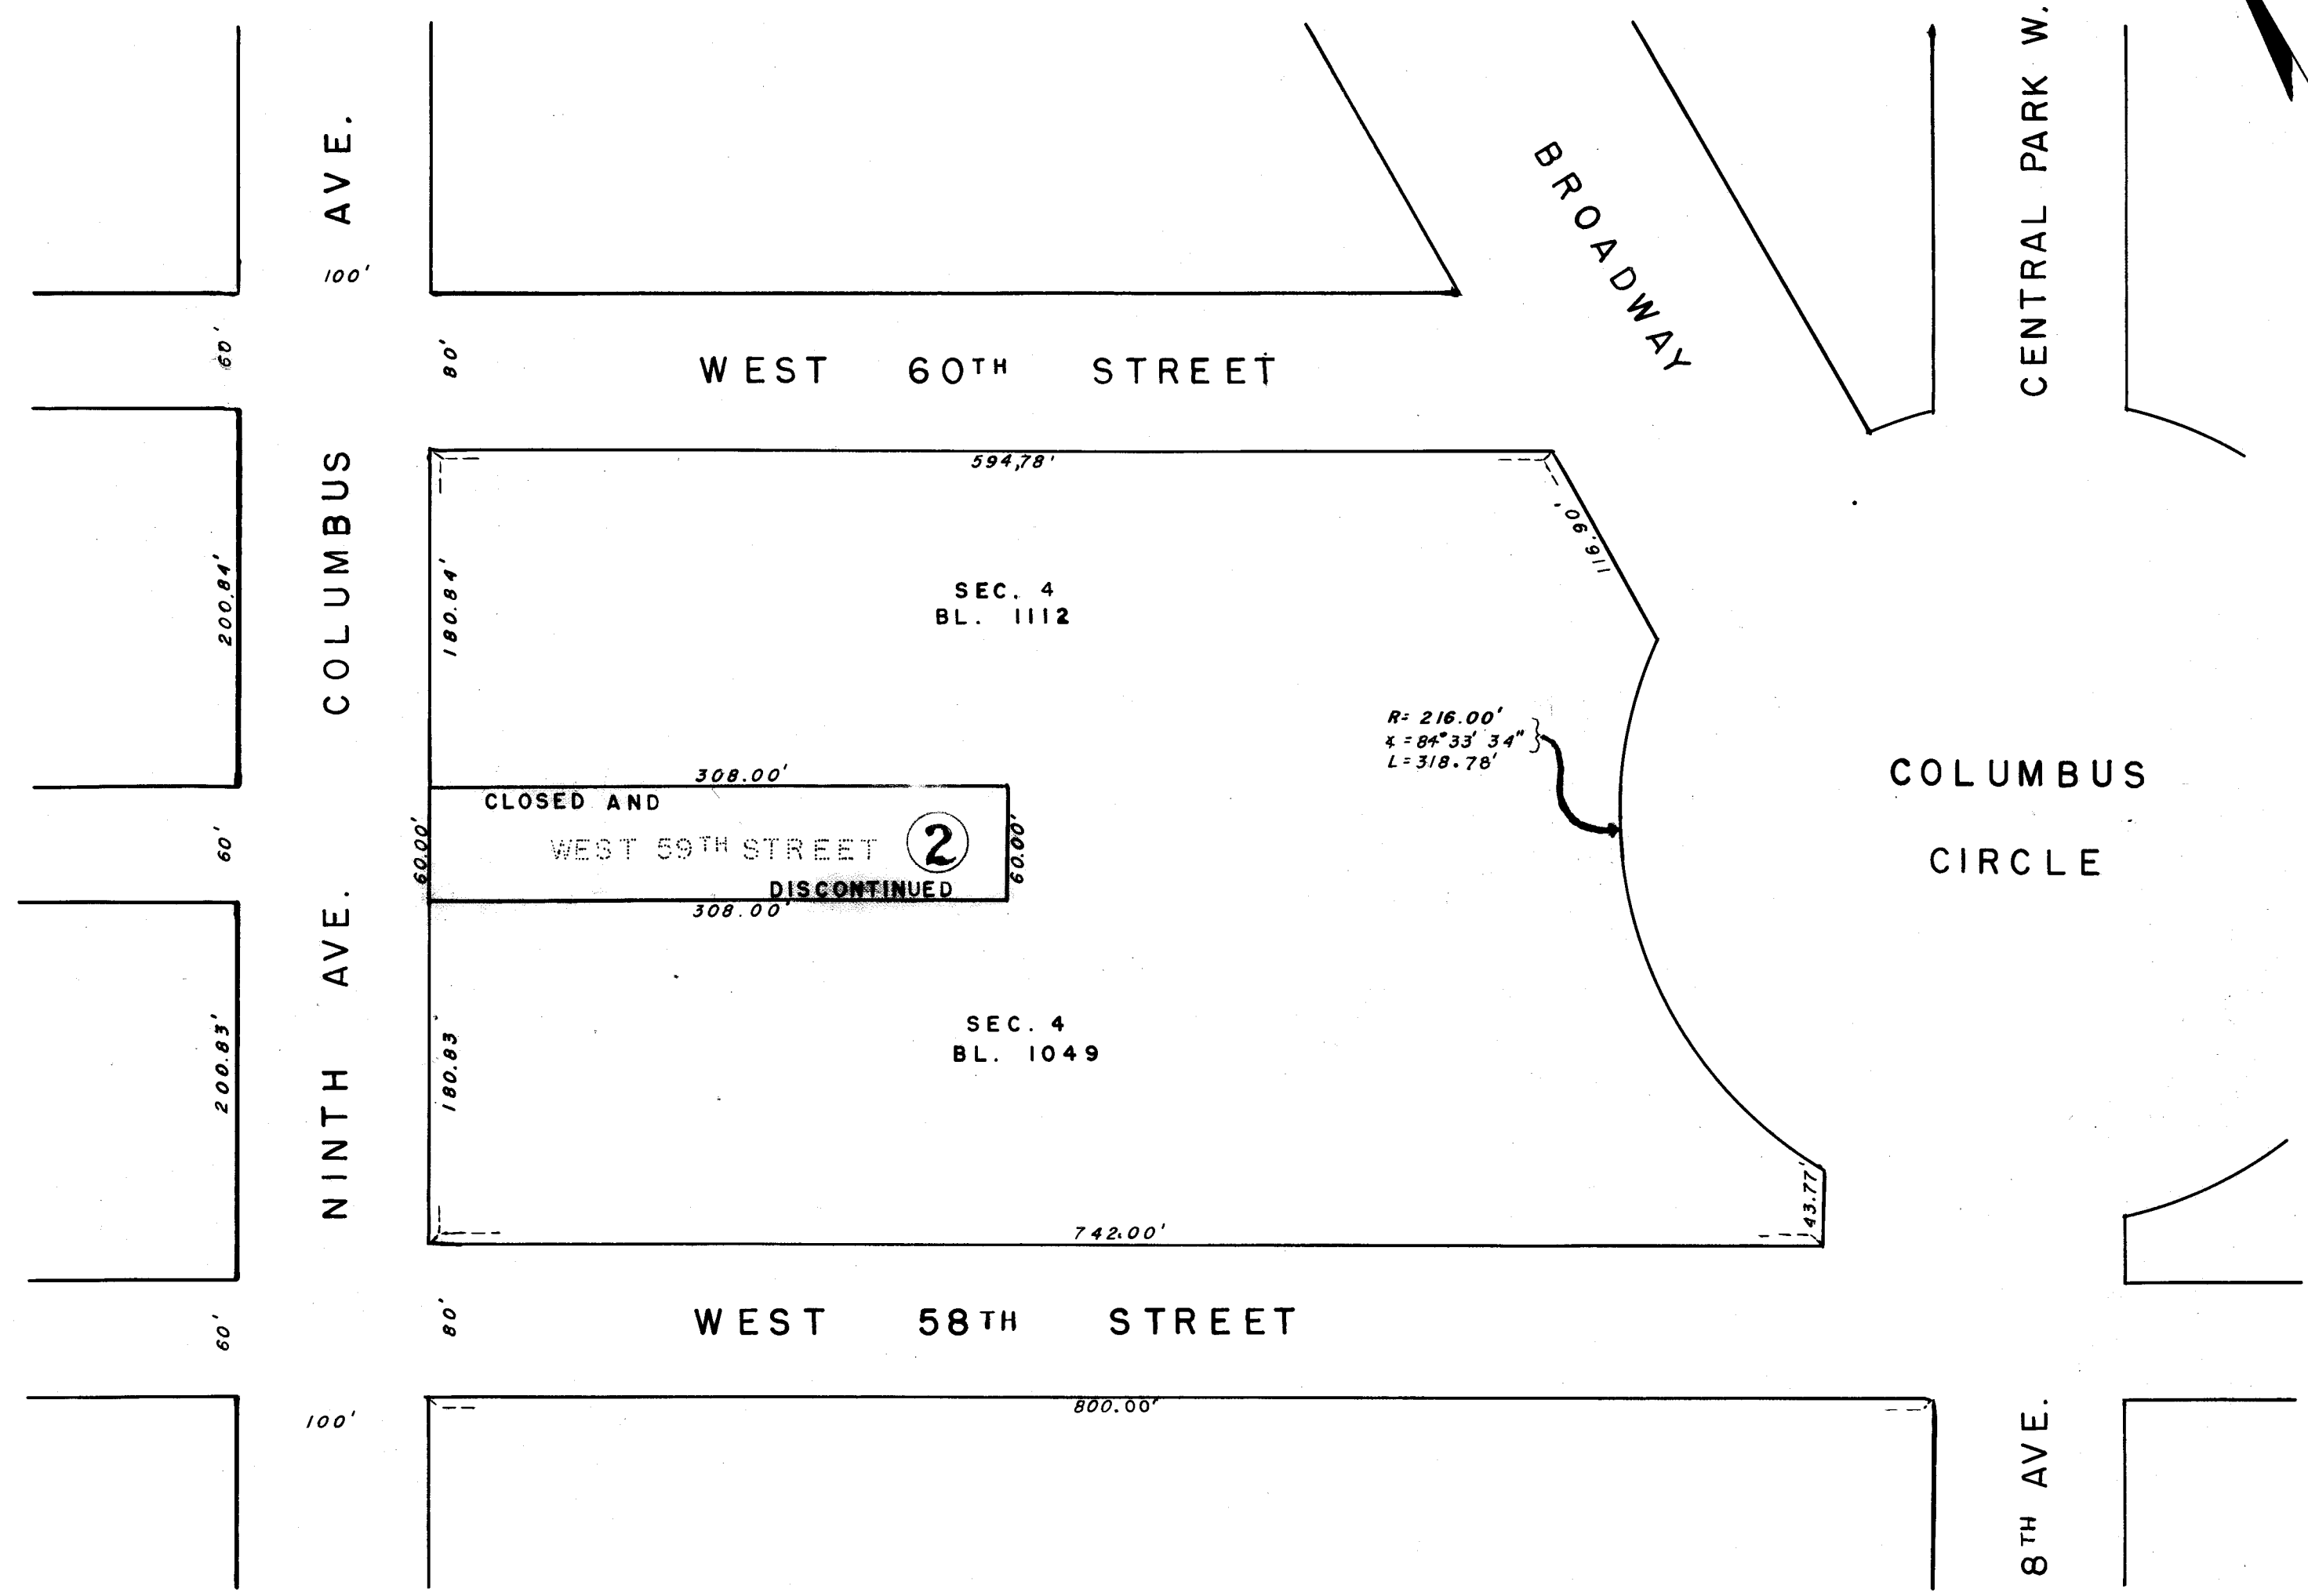 CENTRAL PARK W.
AVE.
BROADWAY
100'
60'
80'
WEST 60TH STREET
COLUMBUS
594.78'
116.90'
200.84'
180.84'
SEC. 4
BL. 1112
R= 216.00'
∡ = 84°33' 34"
L=318.78'
COLUMBUS
CIRCLE
308.00'
CLOSED AND
60'
60.00'
WEST 59TH STREET
2
60.00'
DISCONTINUED
308.00'
NINTH AVE.
200.83'
180.83
SEC. 4
BL. 1049
43.77'
742.00'
60'
80'
WEST 58TH STREET
100'
800.00'
8TH AVE.